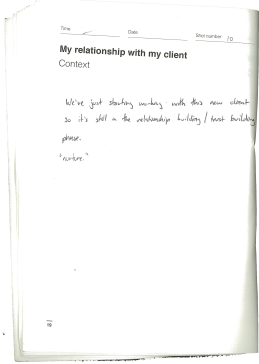 Time Date Shot number 10
My relationship with my client
Context
We've just starting working with this new client
so it's still in the relationship building / trust building
phase.
"nurture."
19